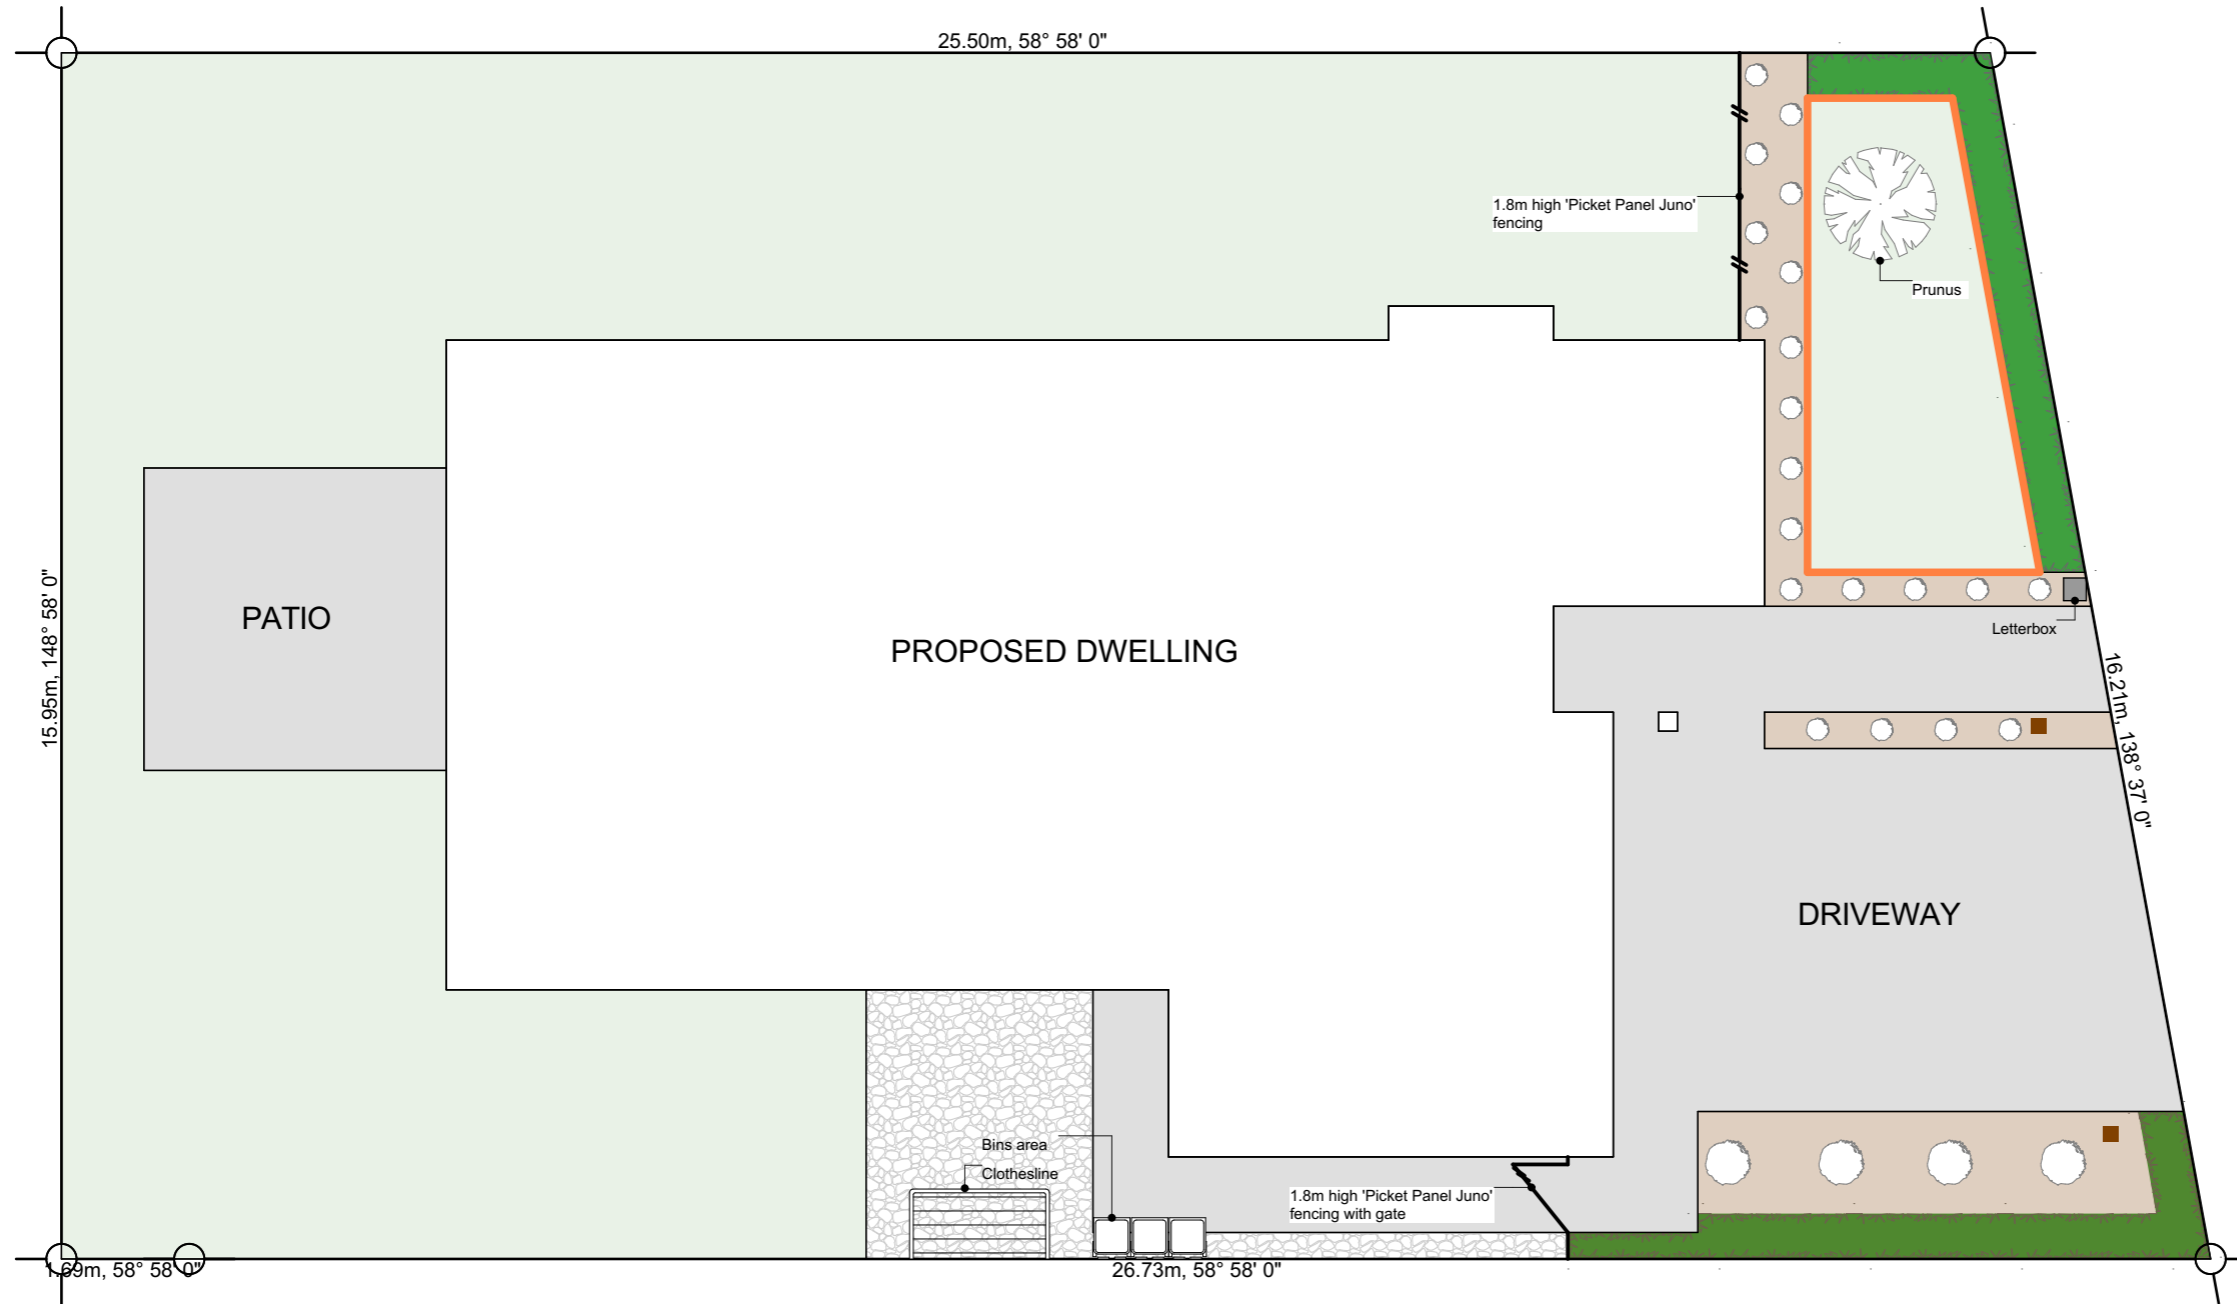 25.50m, 58° 58' 0"
1.8m high 'Picket Panel Juno'
fencing
Prunus
PATIO
PROPOSED DWELLING
Letterbox
15.95m, 148° 58' 0"
16.21m, 138° 37' 0"
DRIVEWAY
Bins area
Clothesline
1.8m high 'Picket Panel Juno'
fencing with gate
1.69m, 58° 58' 0"
26.73m, 58° 58' 0"